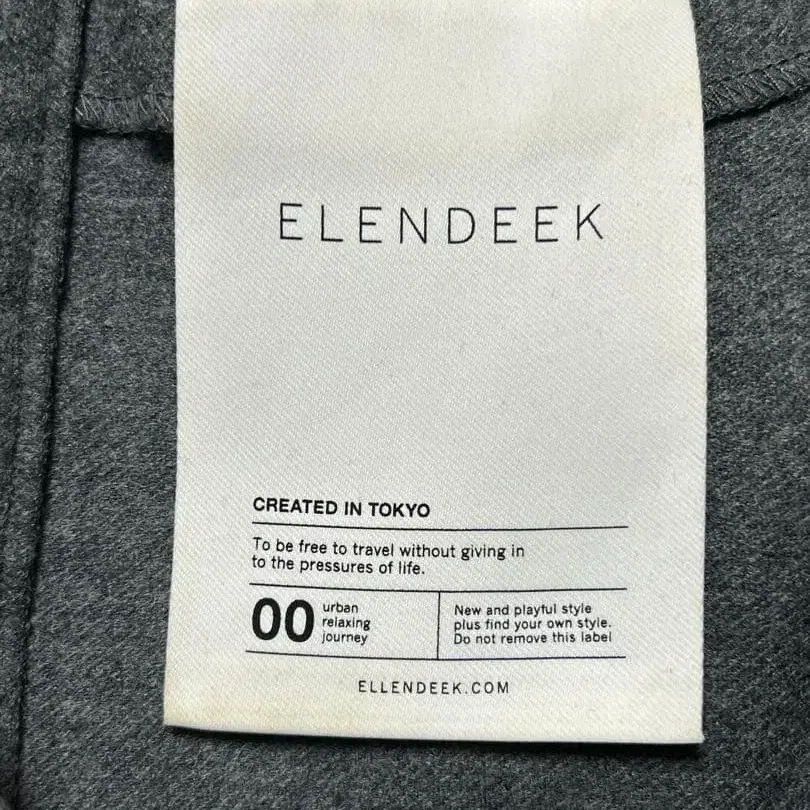 ELENDEEK
CREATED IN TOKYO
To be free to travel without giving in
to the pressures of life.
00
urban
relaxing
journey
New and playful style
plus find your own style.
Do not remove this label
ELLENDEEK.COM